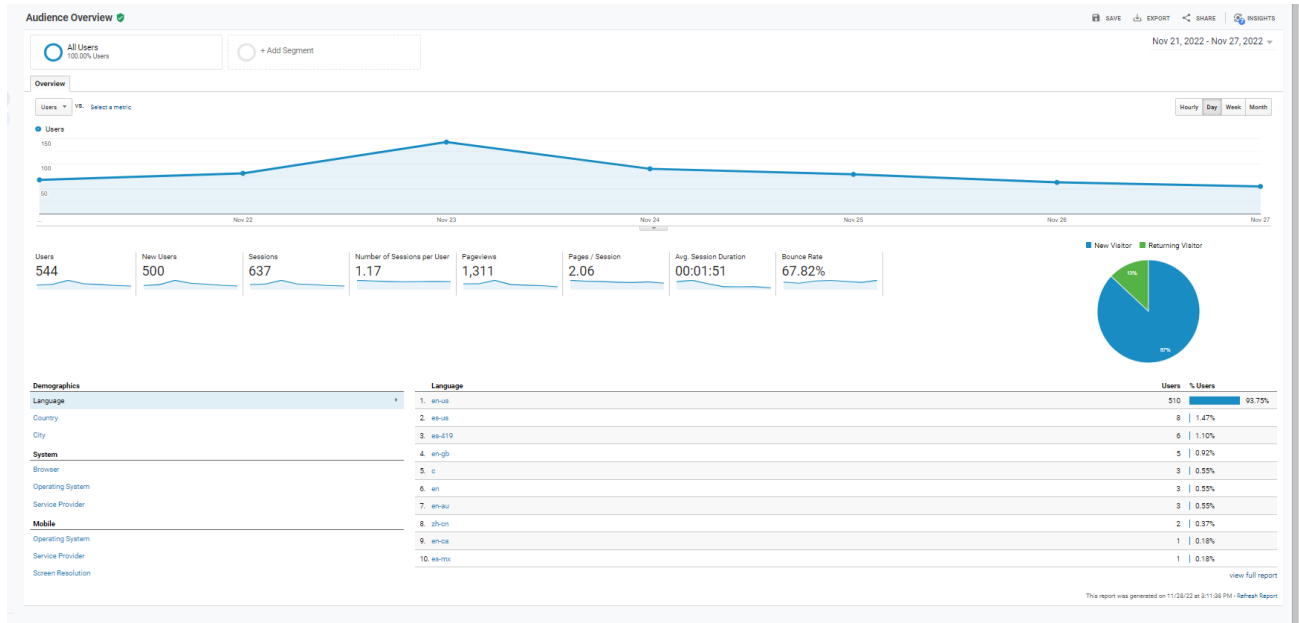 Audience Overview
SAVE EXPORT SHARE INSIGHTS
All Users
100.00% Users
+ Add Segment
Nov 21, 2022 - Nov 27, 2022
Overview
Users VS. Select a metric
Hourly Day Week Month
Users
150
100
50
... Nov 22 Nov 23 Nov 24 Nov 25 Nov 26 Nov 27
New Visitor Returning Visitor
Users New Users Sessions Number of Sessions per User Pageviews Pages / Session Avg. Session Duration Bounce Rate
544 500 637 1.17 1,311 2.06 00:01:51 67.82%
13%
87%
Demographics
Language
Country
City
System
Browser
Operating System
Service Provider
Mobile
Operating System
Service Provider
Screen Resolution
Language Users % Users
1. en-us 510 93.75%
2. es-us 8 1.47%
3. es-419 6 1.10%
4. en-gb 5 0.92%
5. c 3 0.55%
6. en 3 0.55%
7. en-au 3 0.55%
8. zh-cn 2 0.37%
9. en-ca 1 0.18%
10. es-mx 1 0.18%
view full report
This report was generated on 11/28/22 at 3:11:38 PM - Refresh Report